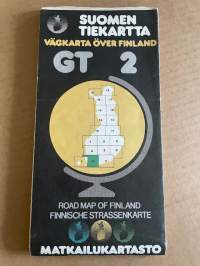 SUOMEN
TIEKARTTA
VÄGKARTA ÖVER FINLAND
GT 2
ROAD MAP OF FINLAND
FINNISCHE STRASSENKARTE
MATKAILUKARTASTO